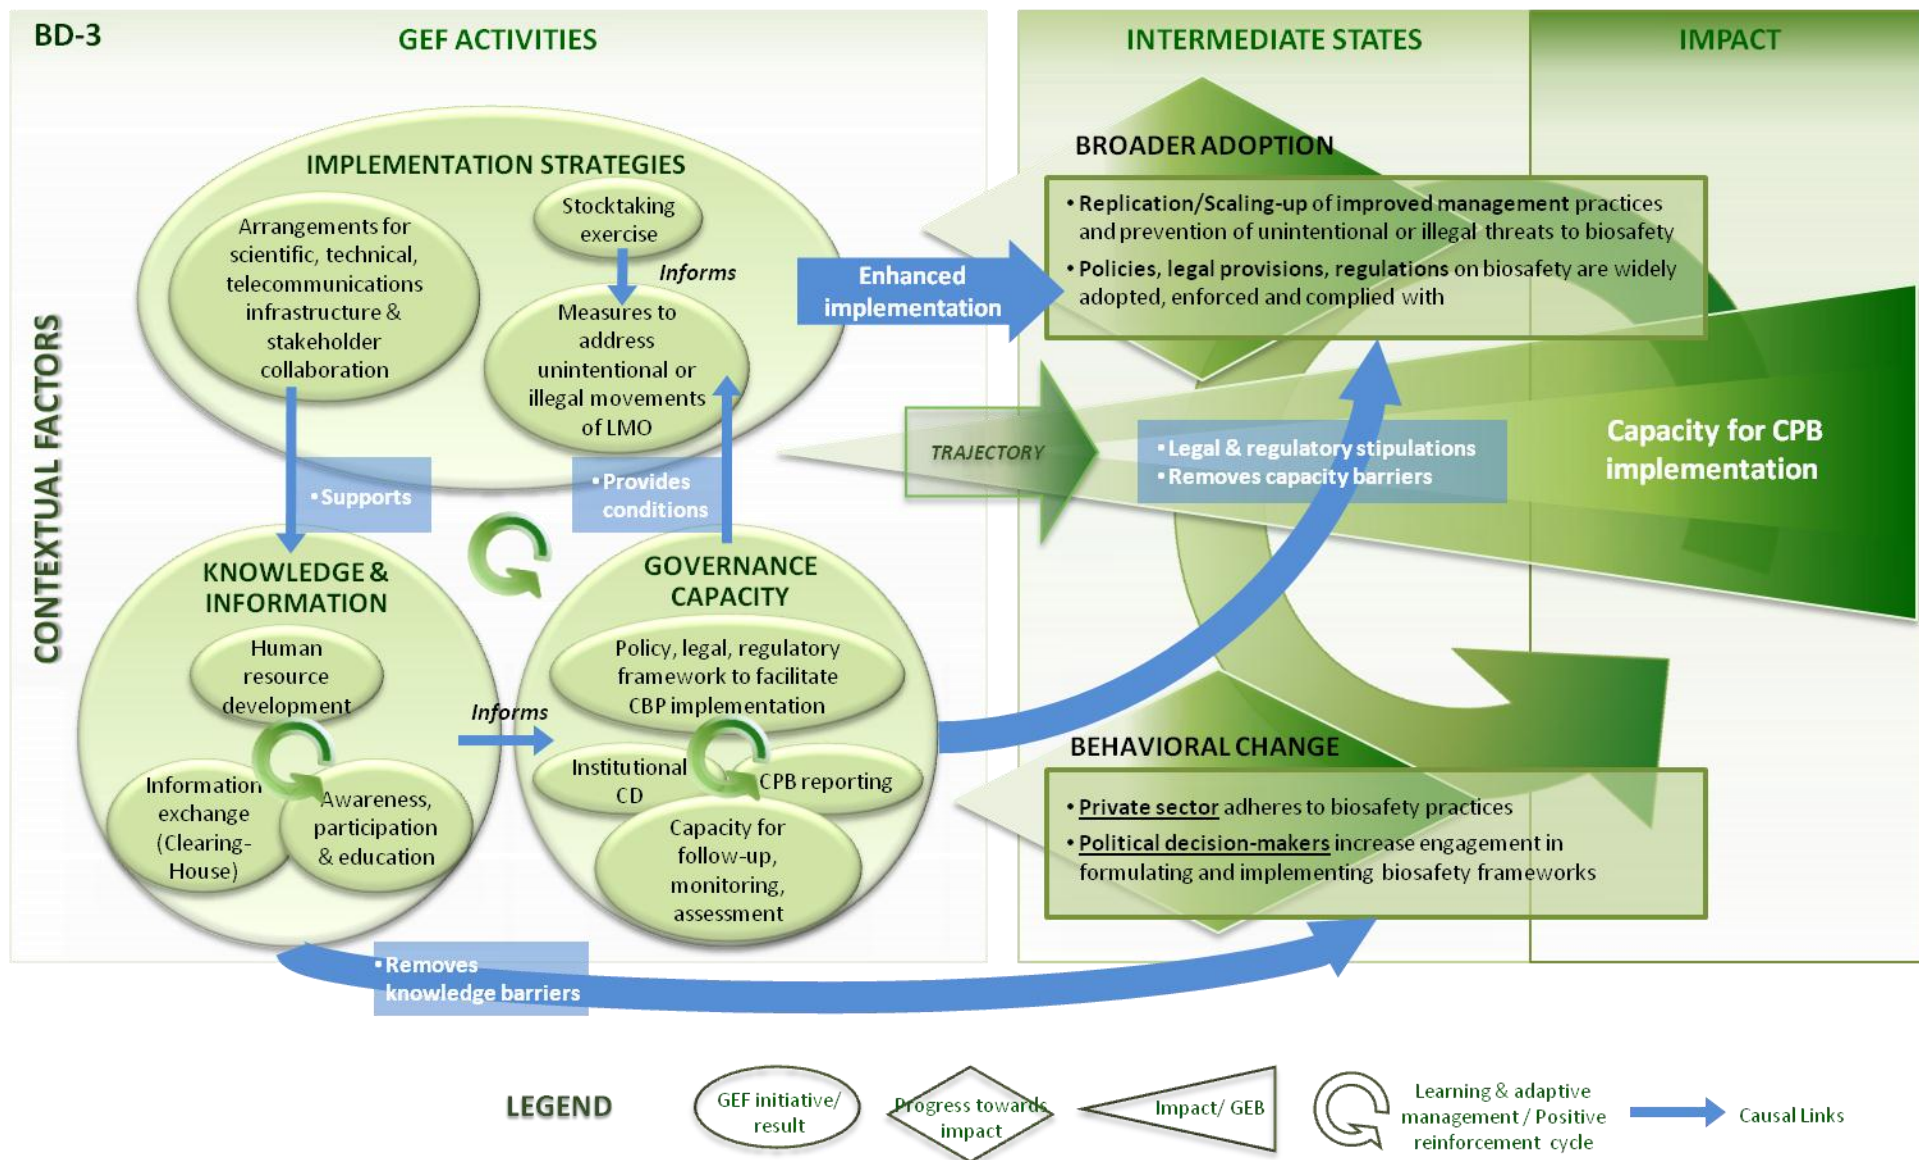 BD-3
GEF ACTIVITIES
INTERMEDIATE STATES
IMPACT
CONTEXTUAL FACTORS
IMPLEMENTATION STRATEGIES
Arrangements for
scientific, technical,
telecommunications
infrastructure &
stakeholder
collaboration
Stocktaking
exercise
Informs
Measures to
address
unintentional or
illegal movements
of LMO
• Supports
• Provides
conditions
KNOWLEDGE &
INFORMATION
Human
resource
development
Information
exchange
(Clearing-
House)
Awareness,
participation
& education
Informs
GOVERNANCE
CAPACITY
Policy, legal, regulatory
framework to facilitate
CBP implementation
Institutional
CD
CPB reporting
Capacity for
follow-up,
monitoring,
assessment
• Removes
knowledge barriers
Enhanced
implementation
TRAJECTORY
BROADER ADOPTION
• Replication/Scaling-up of improved management practices
and prevention of unintentional or illegal threats to biosafety
• Policies, legal provisions, regulations on biosafety are widely
adopted, enforced and complied with
• Legal & regulatory stipulations
• Removes capacity barriers
Capacity for CPB
implementation
BEHAVIORAL CHANGE
• Private sector adheres to biosafety practices
• Political decision-makers increase engagement in
formulating and implementing biosafety frameworks
LEGEND
GEF initiative/
result
Progress towards
impact
Impact/ GEB
Learning & adaptive
management / Positive
reinforcement cycle
Causal Links